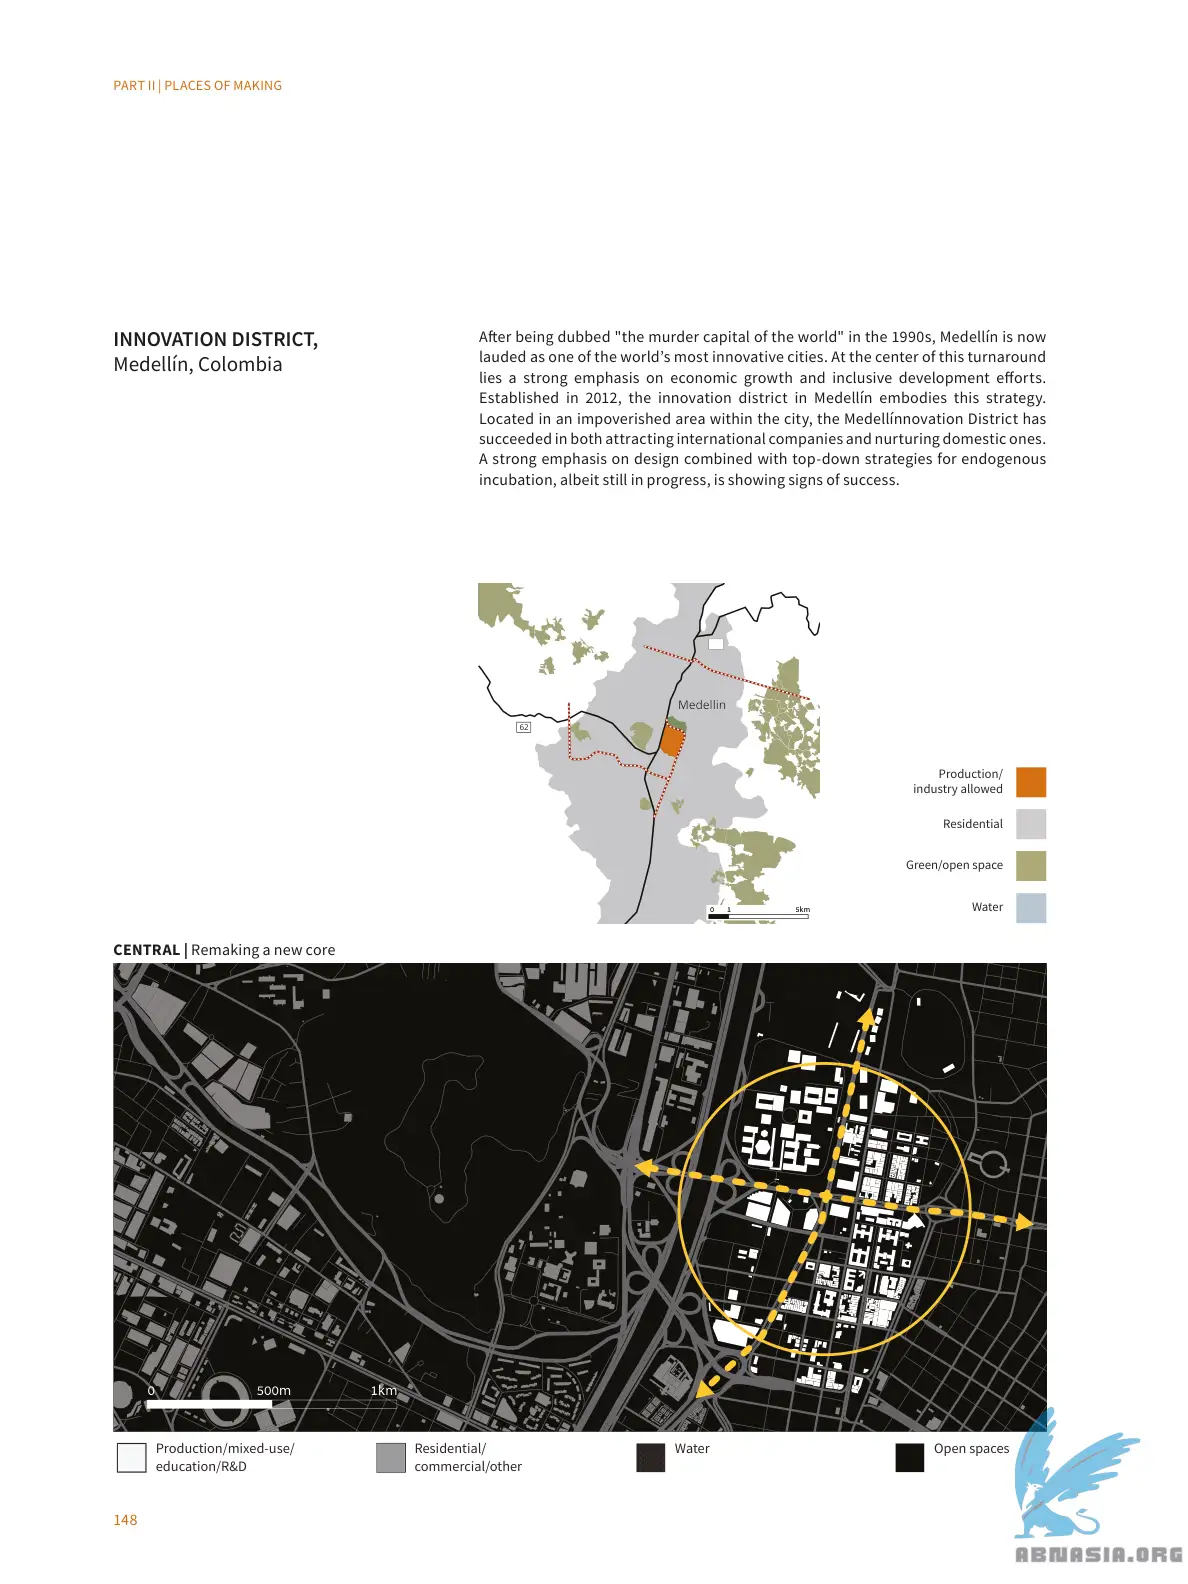 PART II | PLACES OF MAKING
INNOVATION DISTRICT,
Medellín, Colombia
After being dubbed "the murder capital of the world" in the 1990s, Medellín is now
lauded as one of the world’s most innovative cities. At the center of this turnaround
lies a strong emphasis on economic growth and inclusive development efforts.
Established in 2012, the innovation district in Medellín embodies this strategy.
Located in an impoverished area within the city, the Medellínnovation District has
succeeded in both attracting international companies and nurturing domestic ones.
A strong emphasis on design combined with top-down strategies for endogenous
incubation, albeit still in progress, is showing signs of success.
Medellin
62
Production/
industry allowed
Residential
Green/open space
Water
0 1 5km
CENTRAL | Remaking a new core
0 500m 1km
Production/mixed-use/
education/R&D
Residential/
commercial/other
Water
Open spaces
148
ABNASIA.ORG